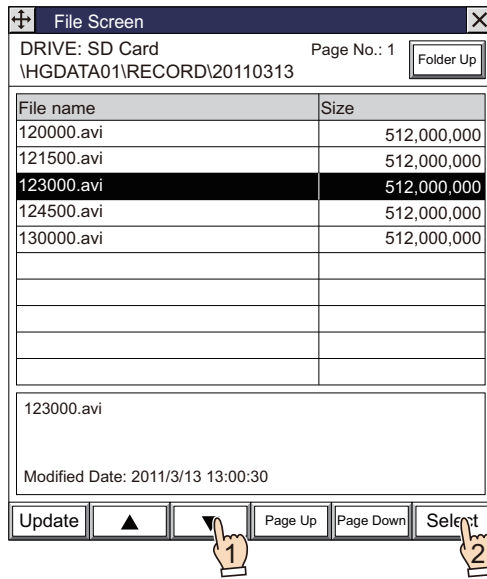 File Screen
DRIVE: SD Card Page No.: 1
\HGDATA01\RECORD\20110313
Folder Up
File name Size
120000.avi 512,000,000
121500.avi 512,000,000
123000.avi 512,000,000
124500.avi 512,000,000
130000.avi 512,000,000
123000.avi
Modified Date: 2011/3/13 13:00:30
Update ▲ ▼ Page Up Page Down Select
1 2